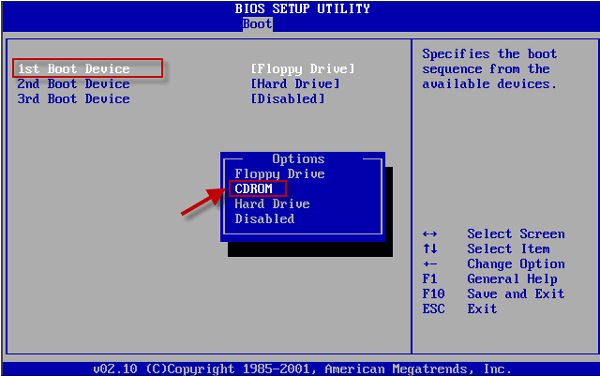 BIOS SETUP UTILITY
Boot
1st Boot Device [Floppy Drive]
2nd Boot Device [Hard Drive]
3rd Boot Device [Disabled]
Options
Floppy Drive
CDROM
Hard Drive
Disabled
Specifies the boot
sequence from the
available devices.
↔ Select Screen
↑↓ Select Item
+- Change Option
F1 General Help
F10 Save and Exit
ESC Exit
v02.10 (C)Copyright 1985-2001, American Megatrends, Inc.